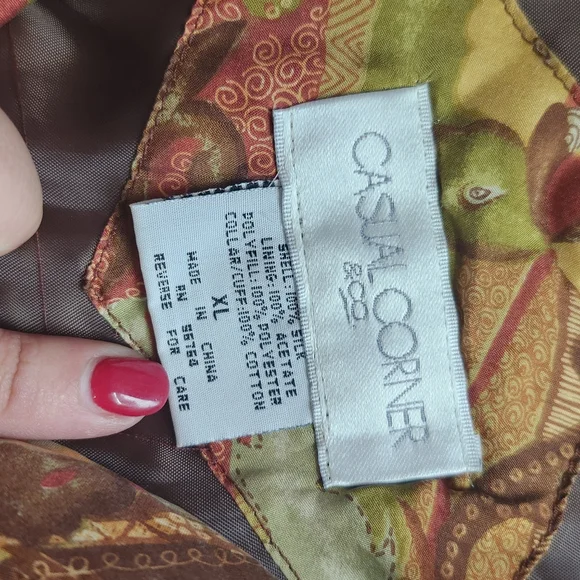 CASUAL CORNER
& CO
SHELL: 100% SILK
LINING: 100% ACETATE
POLYFILL: 100% POLYESTER
COLLAR/CUFF: 100% COTTON
XL
MADE IN CHINA
RN 56754
REVERSE FOR CARE